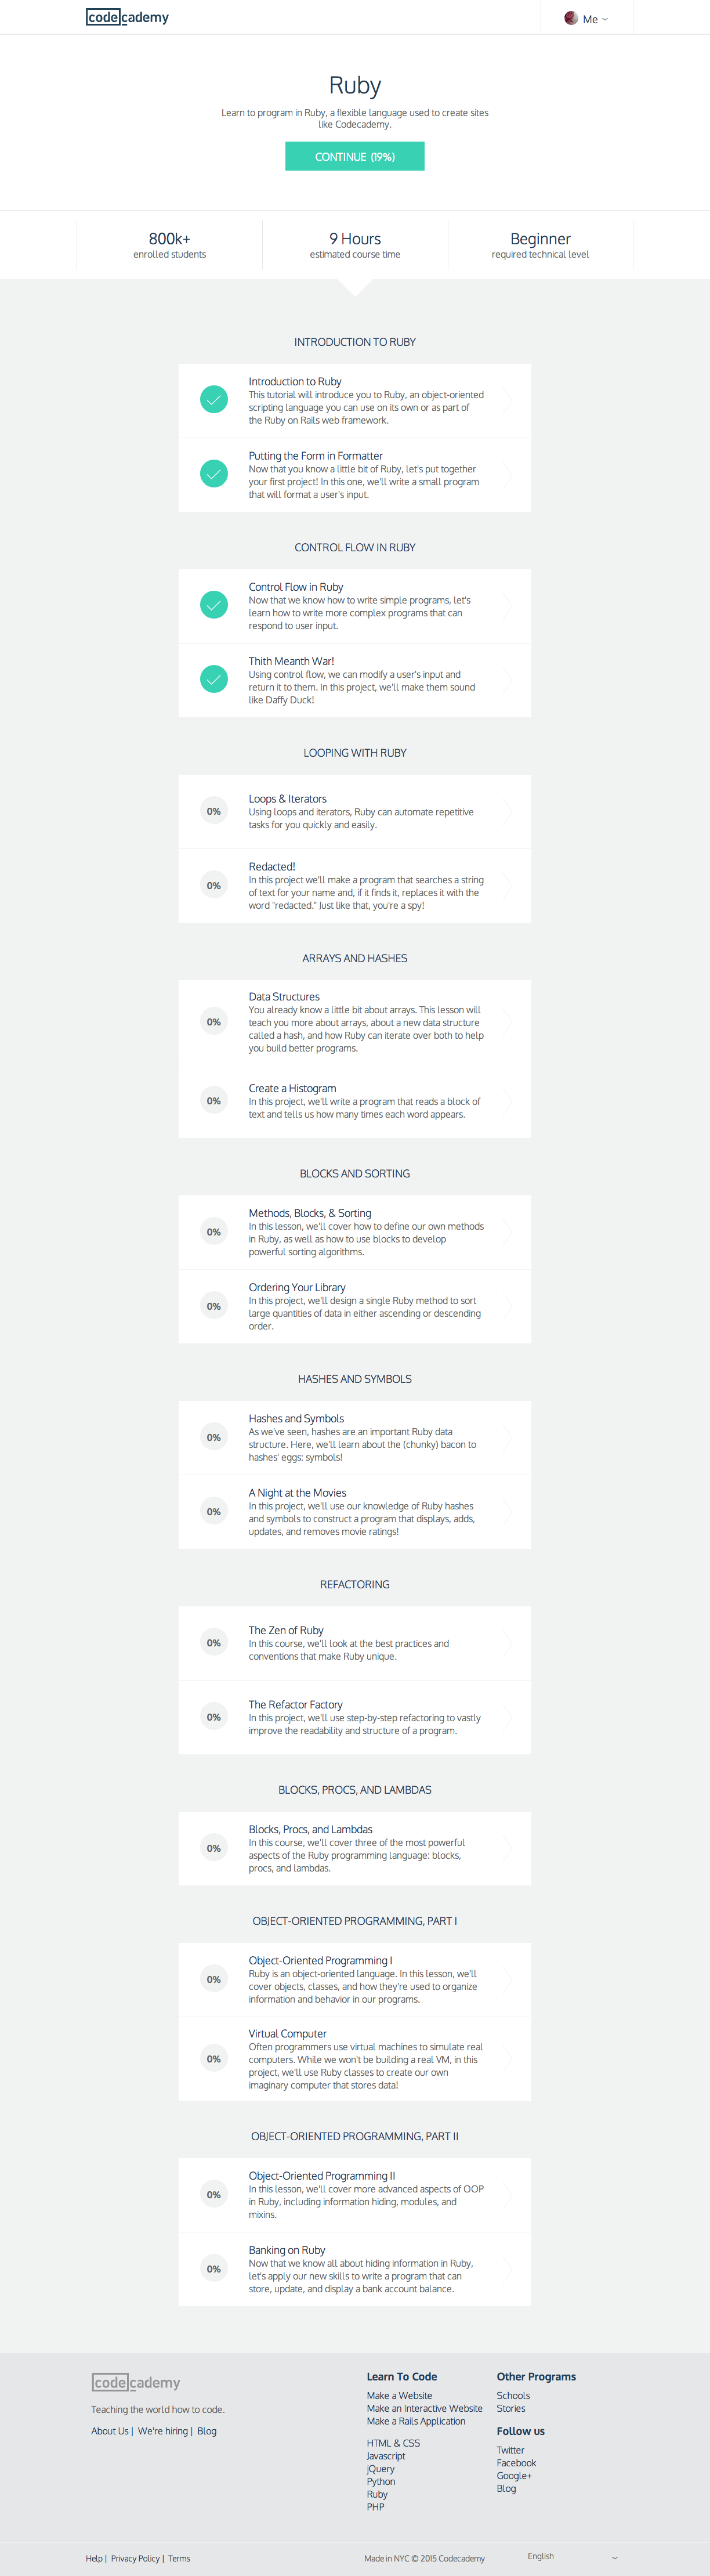 codecademy
Me
Ruby
Learn to program in Ruby, a flexible language used to create sites
like Codecademy.
CONTINUE (19%)
800k+
enrolled students
9 Hours
estimated course time
Beginner
required technical level
INTRODUCTION TO RUBY
Introduction to Ruby
This tutorial will introduce you to Ruby, an object-oriented
scripting language you can use on its own or as part of
the Ruby on Rails web framework.
Putting the Form in Formatter
Now that you know a little bit of Ruby, let's put together
your first project! In this one, we'll write a small program
that will format a user's input.
CONTROL FLOW IN RUBY
Control Flow in Ruby
Now that we know how to write simple programs, let's
learn how to write more complex programs that can
respond to user input.
Thith Meanth War!
Using control flow, we can modify a user's input and
return it to them. In this project, we'll make them sound
like Daffy Duck!
LOOPING WITH RUBY
0%
Loops & Iterators
Using loops and iterators, Ruby can automate repetitive
tasks for you quickly and easily.
0%
Redacted!
In this project we'll make a program that searches a string
of text for your name and, if it finds it, replaces it with the
word "redacted." Just like that, you're a spy!
ARRAYS AND HASHES
0%
Data Structures
You already know a little bit about arrays. This lesson will
teach you more about arrays, about a new data structure
called a hash, and how Ruby can iterate over both to help
you build better programs.
0%
Create a Histogram
In this project, we'll write a program that reads a block of
text and tells us how many times each word appears.
BLOCKS AND SORTING
0%
Methods, Blocks, & Sorting
In this lesson, we'll cover how to define our own methods
in Ruby, as well as how to use blocks to develop
powerful sorting algorithms.
0%
Ordering Your Library
In this project, we'll design a single Ruby method to sort
large quantities of data in either ascending or descending
order.
HASHES AND SYMBOLS
0%
Hashes and Symbols
As we've seen, hashes are an important Ruby data
structure. Here, we'll learn about the (chunky) bacon to
hashes' eggs: symbols!
0%
A Night at the Movies
In this project, we'll use our knowledge of Ruby hashes
and symbols to construct a program that displays, adds,
updates, and removes movie ratings!
REFACTORING
0%
The Zen of Ruby
In this course, we'll look at the best practices and
conventions that make Ruby unique.
0%
The Refactor Factory
In this project, we'll use step-by-step refactoring to vastly
improve the readability and structure of a program.
BLOCKS, PROCS, AND LAMBDAS
0%
Blocks, Procs, and Lambdas
In this course, we'll cover three of the most powerful
aspects of the Ruby programming language: blocks,
procs, and lambdas.
OBJECT-ORIENTED PROGRAMMING, PART I
0%
Object-Oriented Programming I
Ruby is an object-oriented language. In this lesson, we'll
cover objects, classes, and how they're used to organize
information and behavior in our programs.
0%
Virtual Computer
Often programmers use virtual machines to simulate real
computers. While we won't be building a real VM, in this
project, we'll use Ruby classes to create our own
imaginary computer that stores data!
OBJECT-ORIENTED PROGRAMMING, PART II
0%
Object-Oriented Programming II
In this lesson, we'll cover more advanced aspects of OOP
in Ruby, including information hiding, modules, and
mixins.
0%
Banking on Ruby
Now that we know all about hiding information in Ruby,
let's apply our new skills to write a program that can
store, update, and display a bank account balance.
codecademy
Teaching the world how to code.
About Us | We're hiring | Blog
Learn To Code
Make a Website
Make an Interactive Website
Make a Rails Application
HTML & CSS
Javascript
jQuery
Python
Ruby
PHP
Other Programs
Schools
Stories
Follow us
Twitter
Facebook
Google+
Blog
Help | Privacy Policy | Terms
Made in NYC © 2015 Codecademy
English